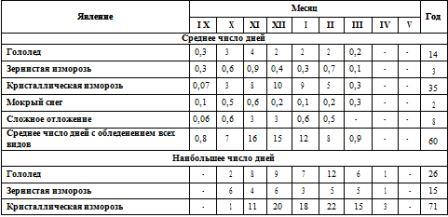 Явление Месяц Год
IX X XI XII I II III IV V
Среднее число дней
Гололед 0,3 3 4 2 2 2 0,2 - - 14
Зернистая изморозь 0,3 0,6 0,9 0,4 0,3 0,7 0,1 - - 3
Кристаллическая изморозь 0,07 3 8 10 9 5 0,3 - - 35
Мокрый снег 0,1 0,5 0,6 0,2 0,1 0,2 0,3 - - 2
Сложное отложение 0,06 0,6 3 3 0,6 0,5 - - - 8
Среднее число дней с обледенением всех
видов 0,8 7 16 15 12 8 0,9 - - 60
Наибольшее число дней
Гололед - 2 8 9 7 12 6 1 - 26
Зернистая изморозь - 6 4 6 3 5 5 1 - 15
Кристаллическая изморозь - 1 11 20 18 22 15 3 - 71